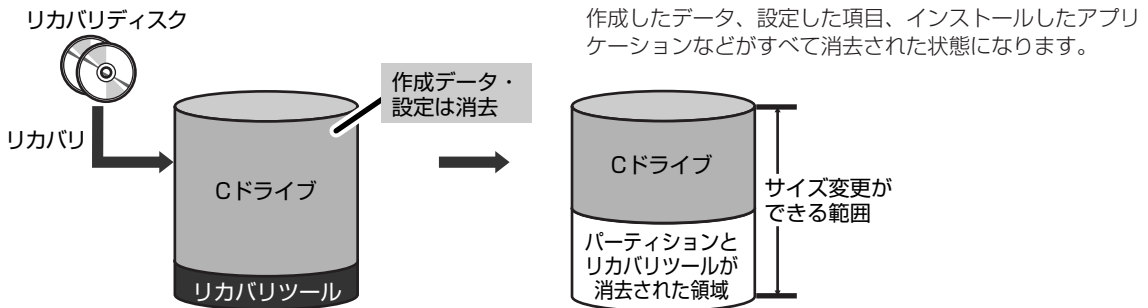 リカバリディスク
作成したデータ、設定した項目、インストールしたアプリ
ケーションなどがすべて消去された状態になります。
作成データ・
設定は消去
リカバリ
Cドライブ
リカバリツール
Cドライブ
サイズ変更が
できる範囲
パーティションと
リカバリツールが
消去された領域